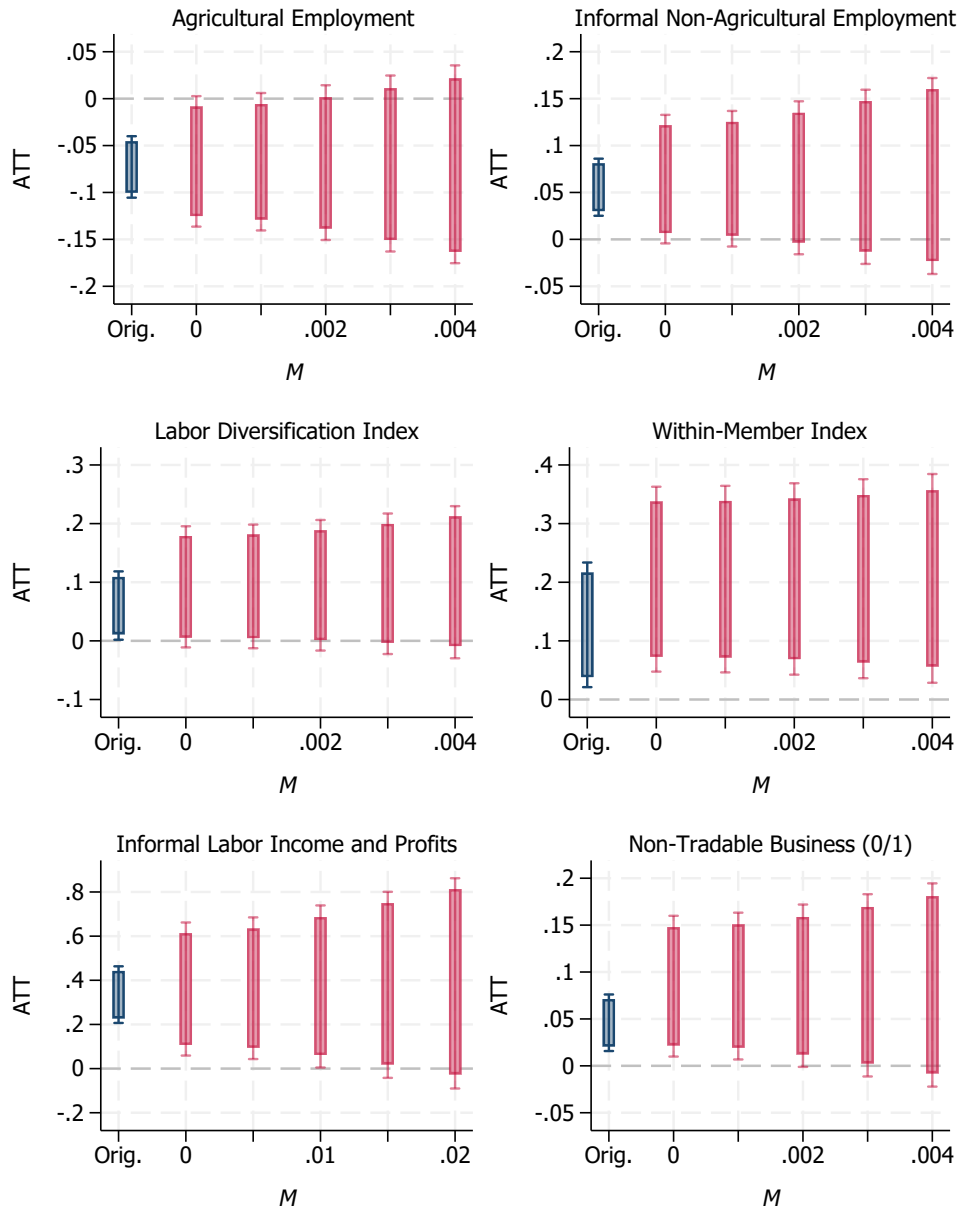 Agricultural Employment
ATT
.05
0
-.05
-.1
-.15
-.2
Orig. 0 .002 .004
M
Informal Non-Agricultural Employment
ATT
.2
.15
.1
.05
0
-.05
Orig. 0 .002 .004
M
Labor Diversification Index
ATT
.3
.2
.1
0
-.1
Orig. 0 .002 .004
M
Within-Member Index
ATT
.4
.3
.2
.1
0
Orig. 0 .002 .004
M
Informal Labor Income and Profits
ATT
.8
.6
.4
.2
0
-.2
Orig. 0 .01 .02
M
Non-Tradable Business (0/1)
ATT
.2
.15
.1
.05
0
-.05
Orig. 0 .002 .004
M